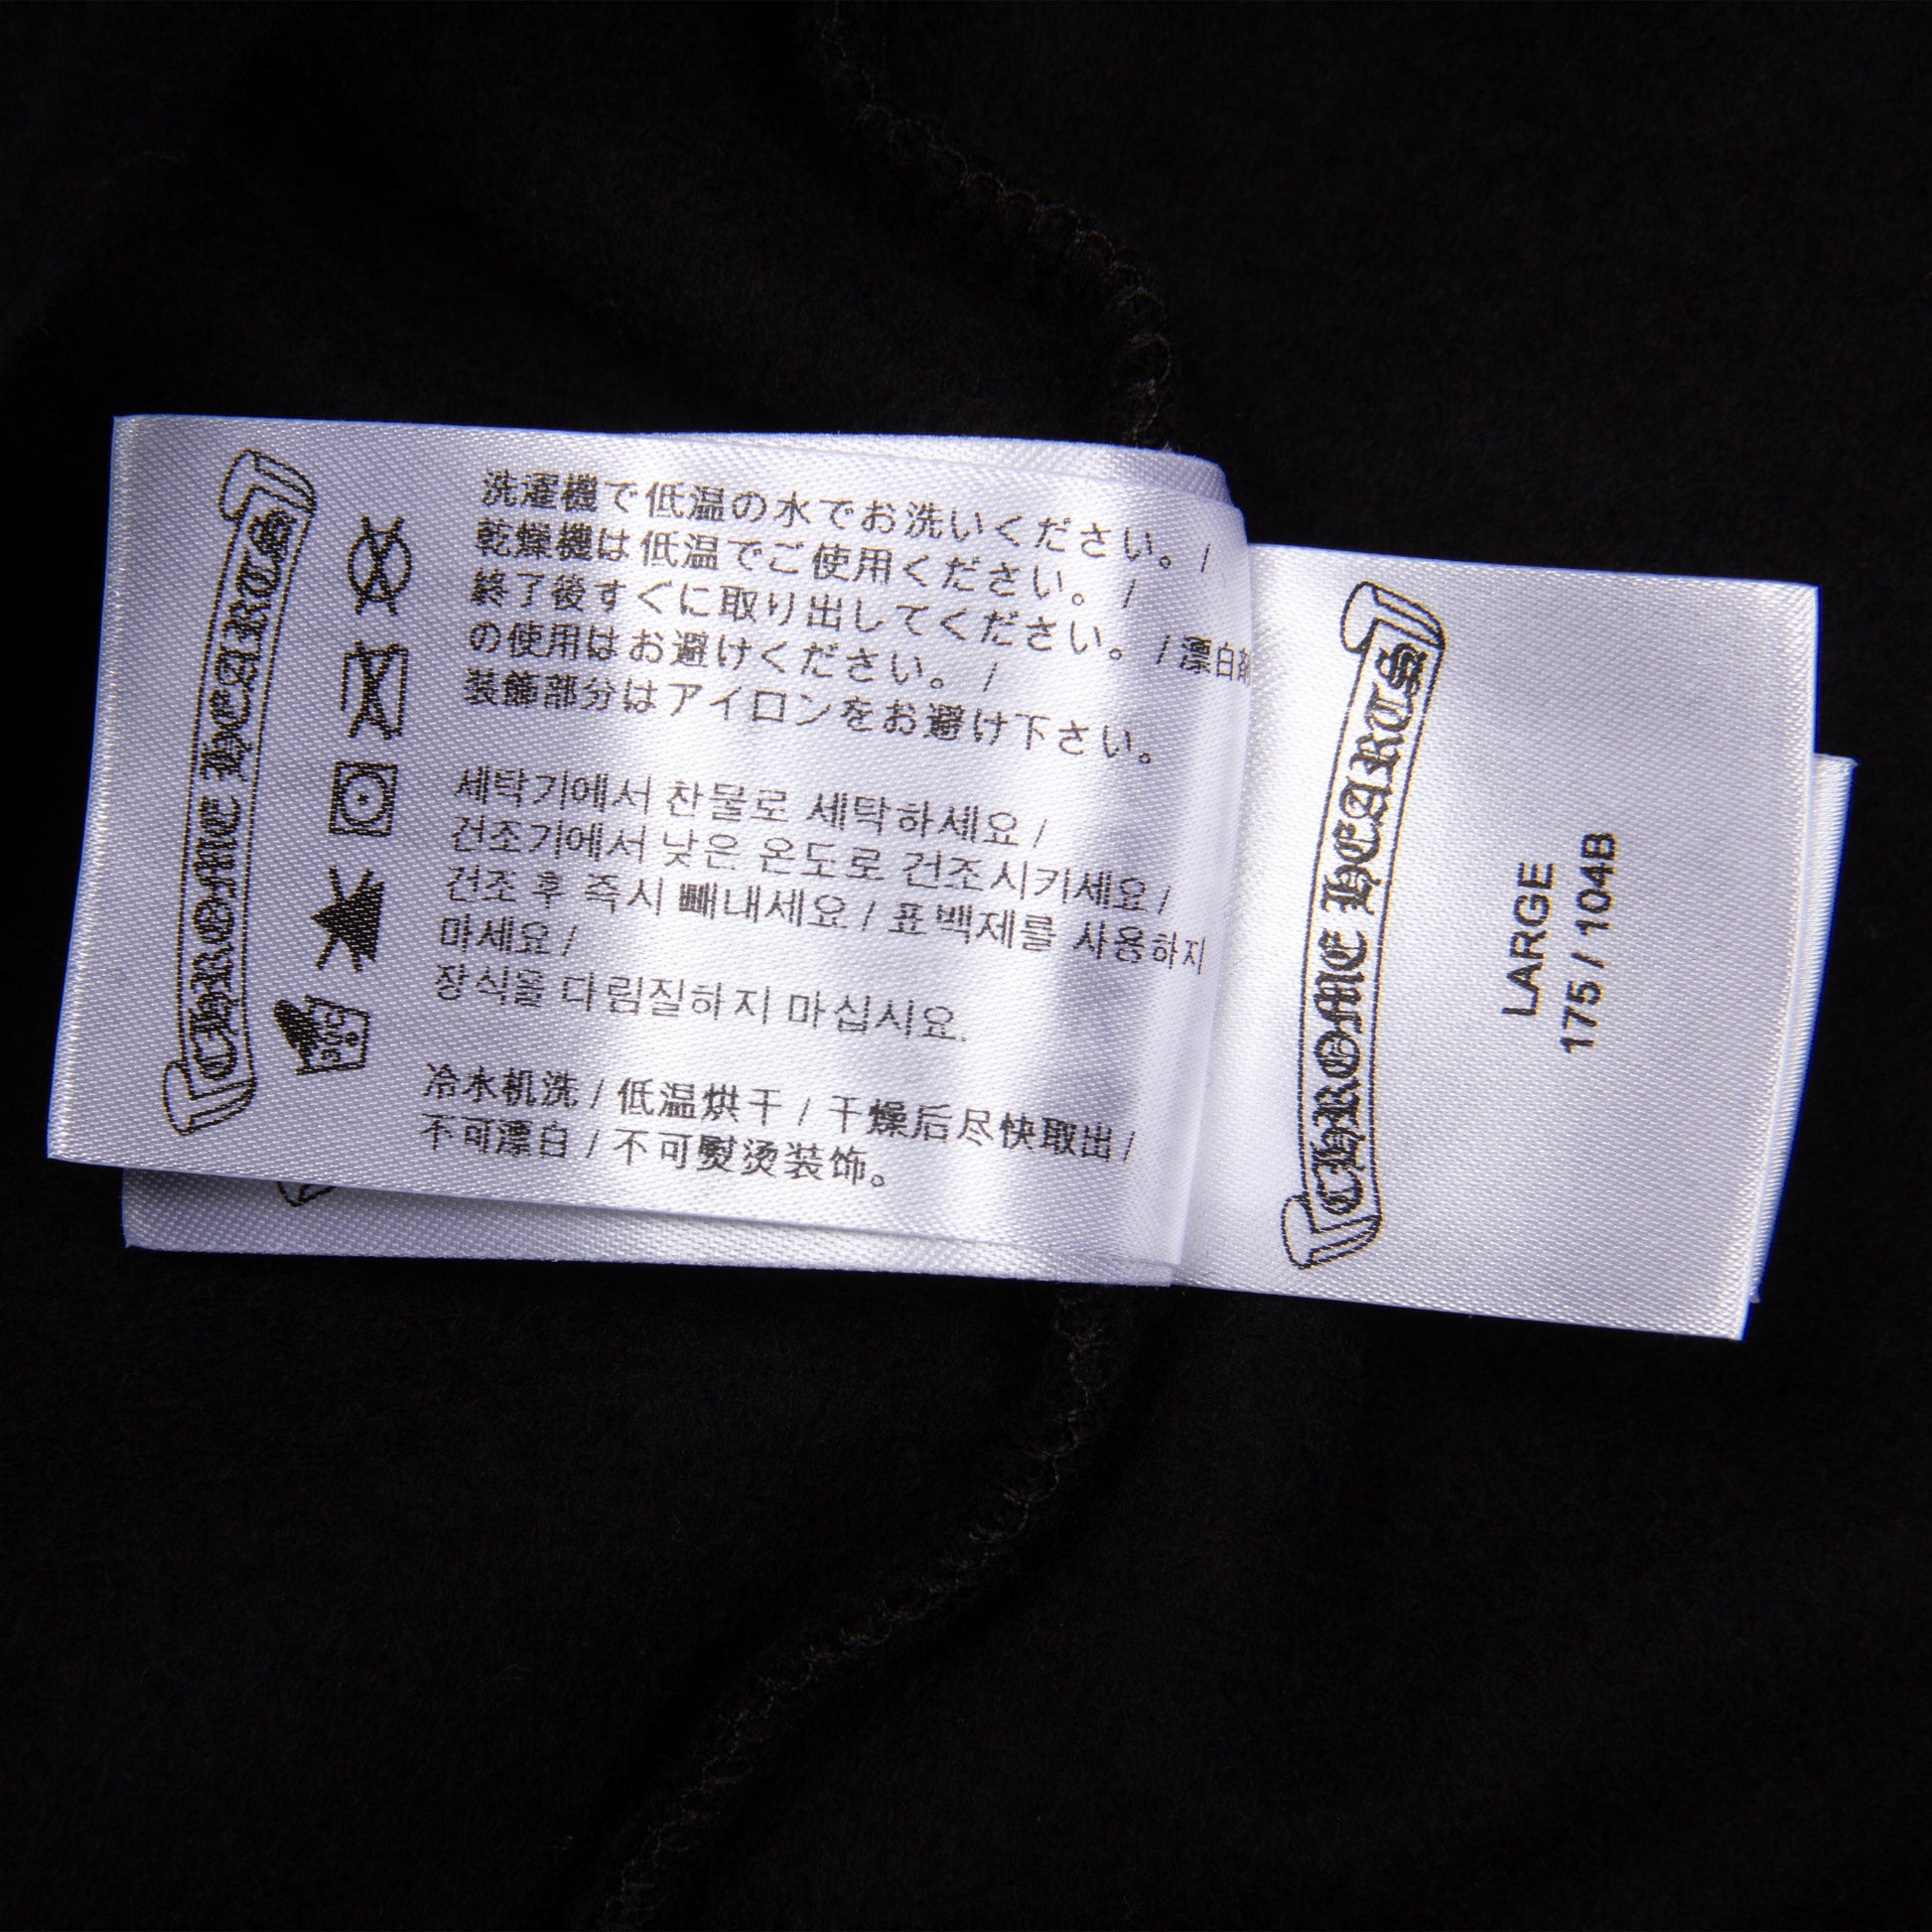 CHROME HEARTS
洗濯機で低温の水でお洗いください。/
乾燥機は低温でご使用ください。/
終了後すぐに取り出してください。/漂白剤
の使用はお避けください。/
装飾部分はアイロンをお避け下さい。
세탁기에서 찬물로 세탁하세요 /
건조기에서 낮은 온도로 건조시키세요 /
건조 후 즉시 빼내세요 / 표백제를 사용하지
마세요 /
장식을 다림질하지 마십시요.
冷水机洗 / 低温烘干 / 干燥后尽快取出 /
不可漂白 / 不可熨烫装饰。
CHROME HEARTS
LARGE
175 / 104B